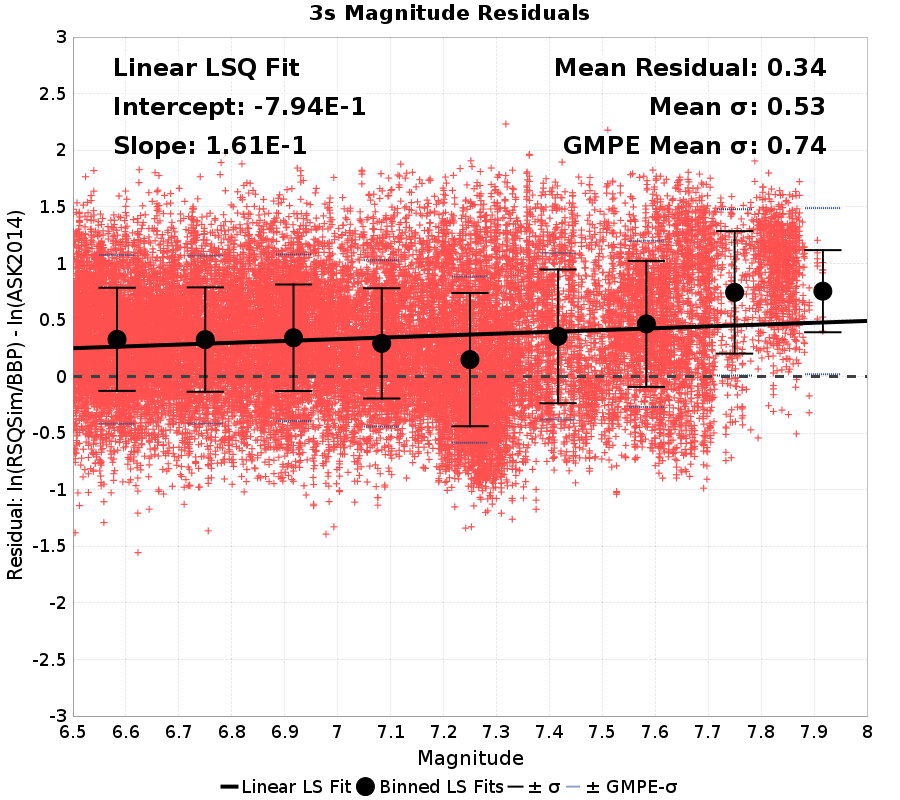 3s Magnitude Residuals
Linear LSQ Fit
Intercept: -7.94E-1
Slope: 1.61E-1
Mean Residual: 0.34
Mean σ: 0.53
GMPE Mean σ: 0.74
Residual: ln(RSQSim/BBP) - ln(ASK2014)
3
2.5
2
1.5
1
0.5
0
-0.5
-1
-1.5
-2
-2.5
-3
6.5 6.6 6.7 6.8 6.9 7 7.1 7.2 7.3 7.4 7.5 7.6 7.7 7.8 7.9 8
Magnitude
Linear LS Fit Binned LS Fits ± σ ± GMPE-σ